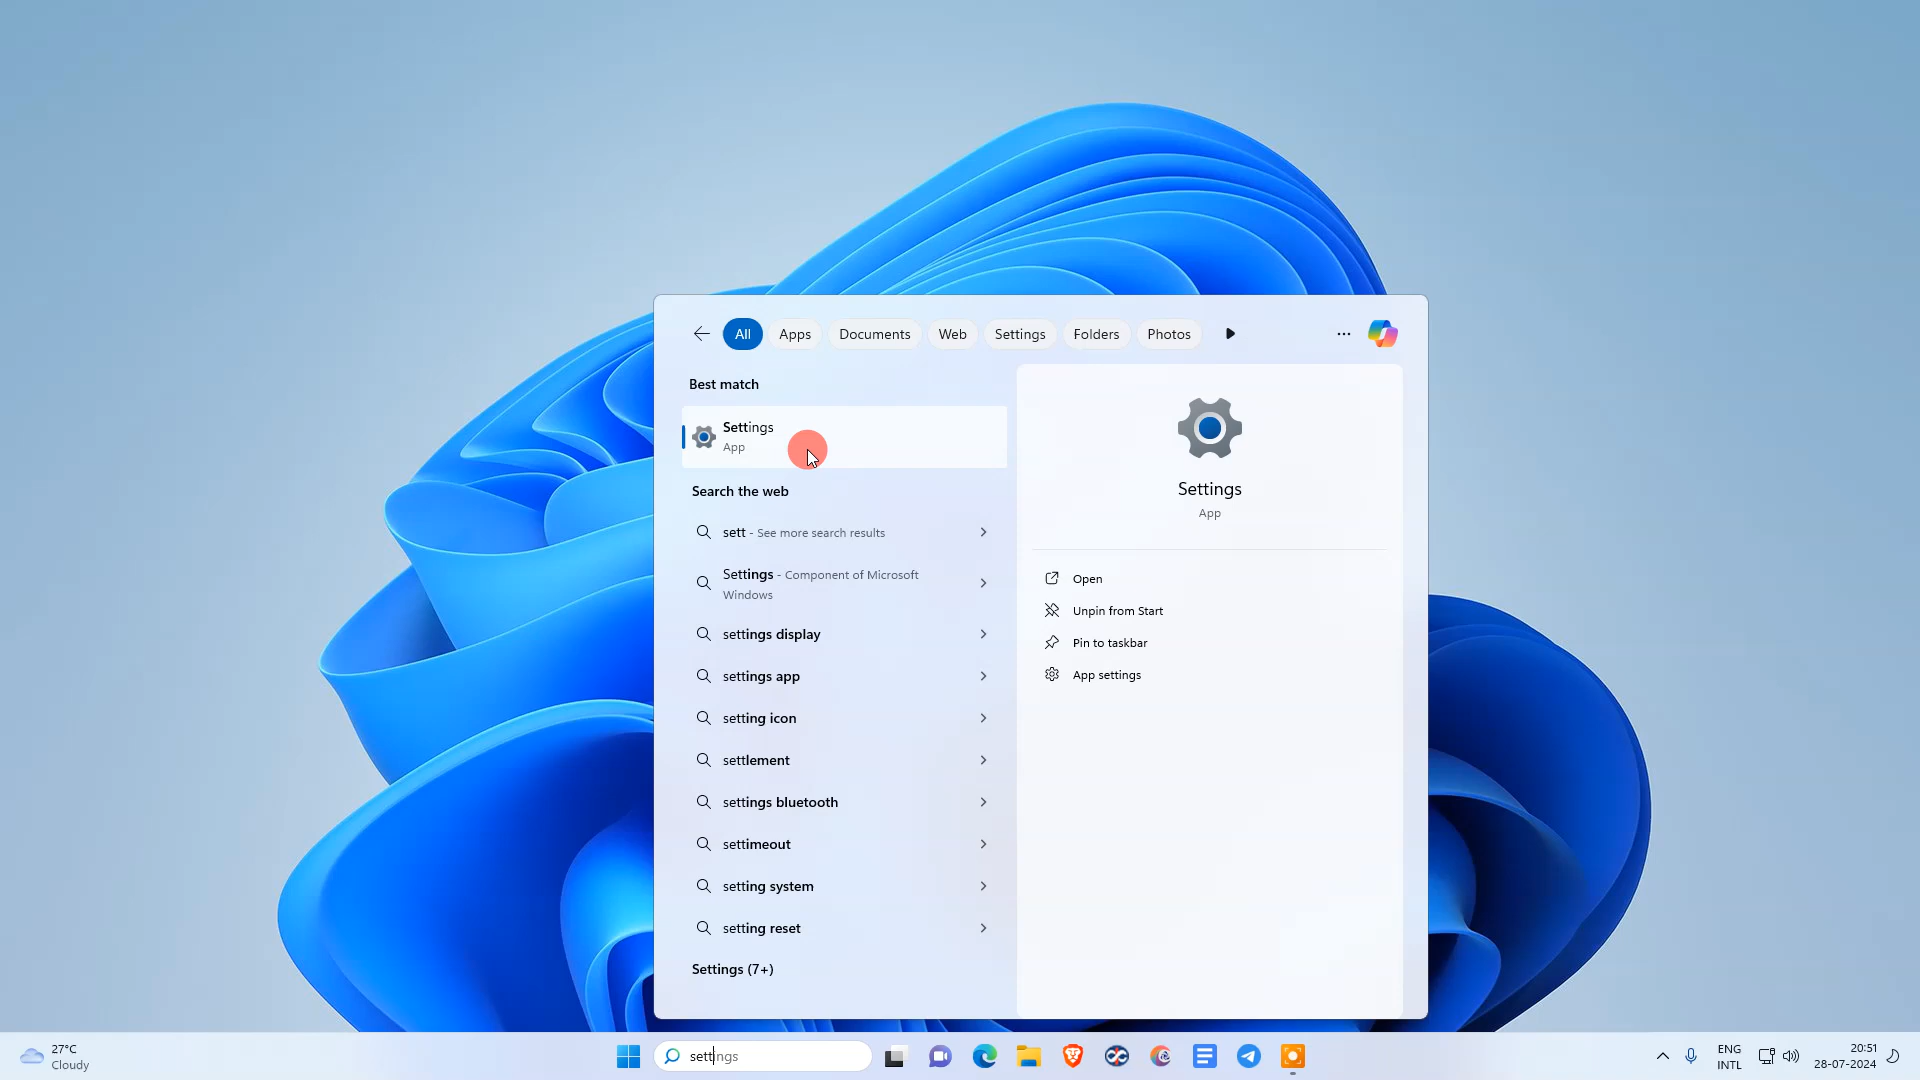 All
Apps
Documents
Web
Settings
Folders
Photos
Best match
Settings
App
Search the web
sett - See more search results
Settings - Component of Microsoft
Windows
settings display
settings app
setting icon
settlement
settings bluetooth
settimeout
setting system
setting reset
Settings (7+)
Settings
App
Open
Unpin from Start
Pin to taskbar
App settings
27°C
Cloudy
settings
ENG
INTL
20:51
28-07-2024